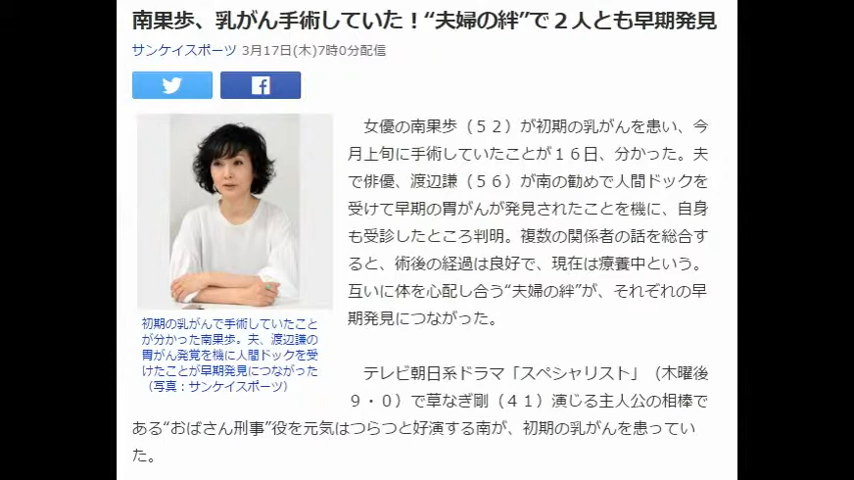 南果歩、乳がん手術していた！“夫婦の絆”で２人とも早期発見
サンケイスポーツ 3月17日(木)7時0分配信
女優の南果歩（５２）が初期の乳がんを患い、今
月上旬に手術していたことが１６日、分かった。夫
で俳優、渡辺謙（５６）が南の勧めで人間ドックを
受けて早期の胃がんが発見されたことを機に、自身
も受診したところ判明。複数の関係者の話を総合す
ると、術後の経過は良好で、現在は療養中という。
互いに体を心配し合う“夫婦の絆”が、それぞれの早
期発見につながった。
初期の乳がんで手術していたこと
が分かった南果歩。夫、渡辺謙の
胃がん発覚を機に人間ドックを受
けたことが早期発見につながった
（写真：サンケイスポーツ）
テレビ朝日系ドラマ「スペシャリスト」（木曜後
９・０）で草なぎ剛（４１）演じる主人公の相棒で
ある“おばさん刑事”役を元気はつらつと好演する南が、初期の乳がんを患ってい
た。